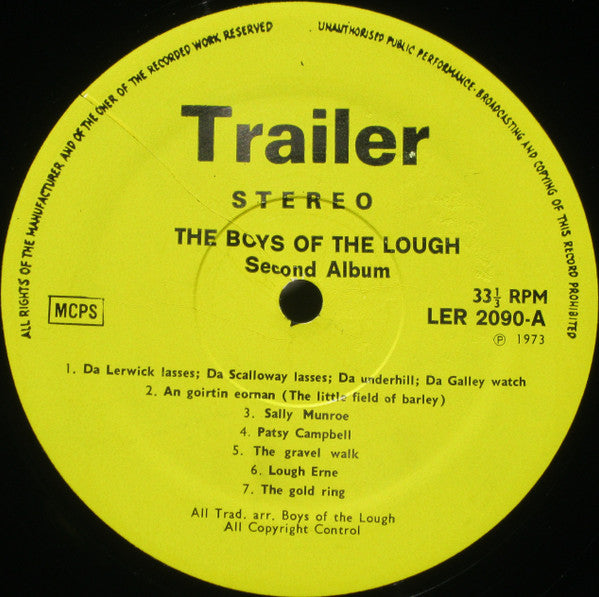 ALL RIGHTS OF THE MANUFACTURER AND OF THE OWER OF THE RECORDED WORK RESERVED
UNAUTHORISED PUBLIC PERFORMANCE · BROADCASTING AND COPYING OF THIS RECORD PROHIBITED
Trailer
STEREO
THE BOYS OF THE LOUGH
Second Album
MCPS
33⅓ RPM
LER 2090-A
℗ 1973
1. Da Lerwick lasses; Da Scalloway lasses; Da underhill; Da Galley watch
2. An goirtin eornan (The little field of barley)
3. Sally Munroe
4. Patsy Campbell
5. The gravel walk
6. Lough Erne
7. The gold ring
All Trad. arr. Boys of the Lough
All Copyright Control